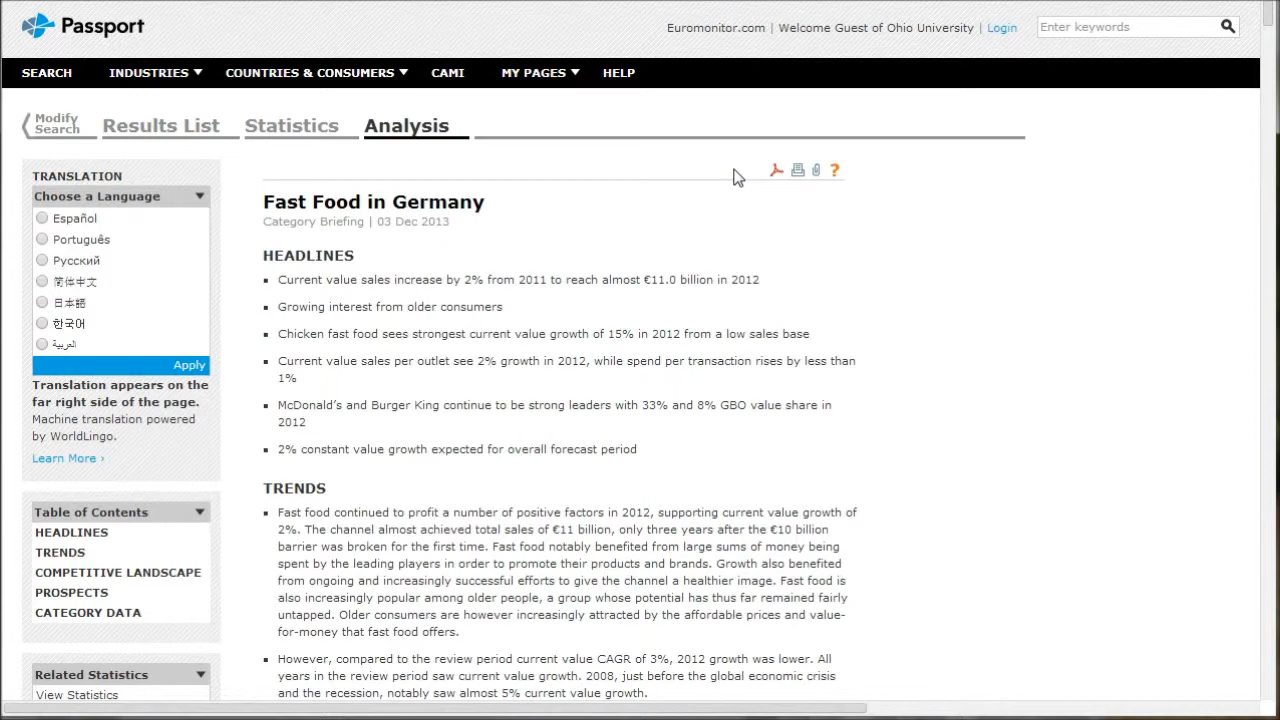 Passport
Euromonitor.com | Welcome Guest of Ohio University | Login
Enter keywords
SEARCH INDUSTRIES COUNTRIES & CONSUMERS CAMI MY PAGES HELP
Modify
Search
Results List Statistics Analysis
TRANSLATION
Choose a Language
Español
Português
Русский
简体中文
日本語
한국어
العربية
Apply
Translation appears on the
far right side of the page.
Machine translation powered
by WorldLingo.
Learn More ›
Table of Contents
HEADLINES
TRENDS
COMPETITIVE LANDSCAPE
PROSPECTS
CATEGORY DATA
Related Statistics
View Statistics
?
Fast Food in Germany
Category Briefing | 03 Dec 2013
HEADLINES
Current value sales increase by 2% from 2011 to reach almost €11.0 billion in 2012
Growing interest from older consumers
Chicken fast food sees strongest current value growth of 15% in 2012 from a low sales base
Current value sales per outlet see 2% growth in 2012, while spend per transaction rises by less than
1%
McDonald's and Burger King continue to be strong leaders with 33% and 8% GBO value share in
2012
2% constant value growth expected for overall forecast period
TRENDS
Fast food continued to profit a number of positive factors in 2012, supporting current value growth of
2%. The channel almost achieved total sales of €11 billion, only three years after the €10 billion
barrier was broken for the first time. Fast food notably benefited from large sums of money being
spent by the leading players in order to promote their products and brands. Growth also benefited
from ongoing and increasingly successful efforts to give the channel a healthier image. Fast food is
also increasingly popular among older people, a group whose potential has thus far remained fairly
untapped. Older consumers are however increasingly attracted by the affordable prices and value-
for-money that fast food offers.
However, compared to the review period current value CAGR of 3%, 2012 growth was lower. All
years in the review period saw current value growth. 2008, just before the global economic crisis
and the recession, notably saw almost 5% current value growth.